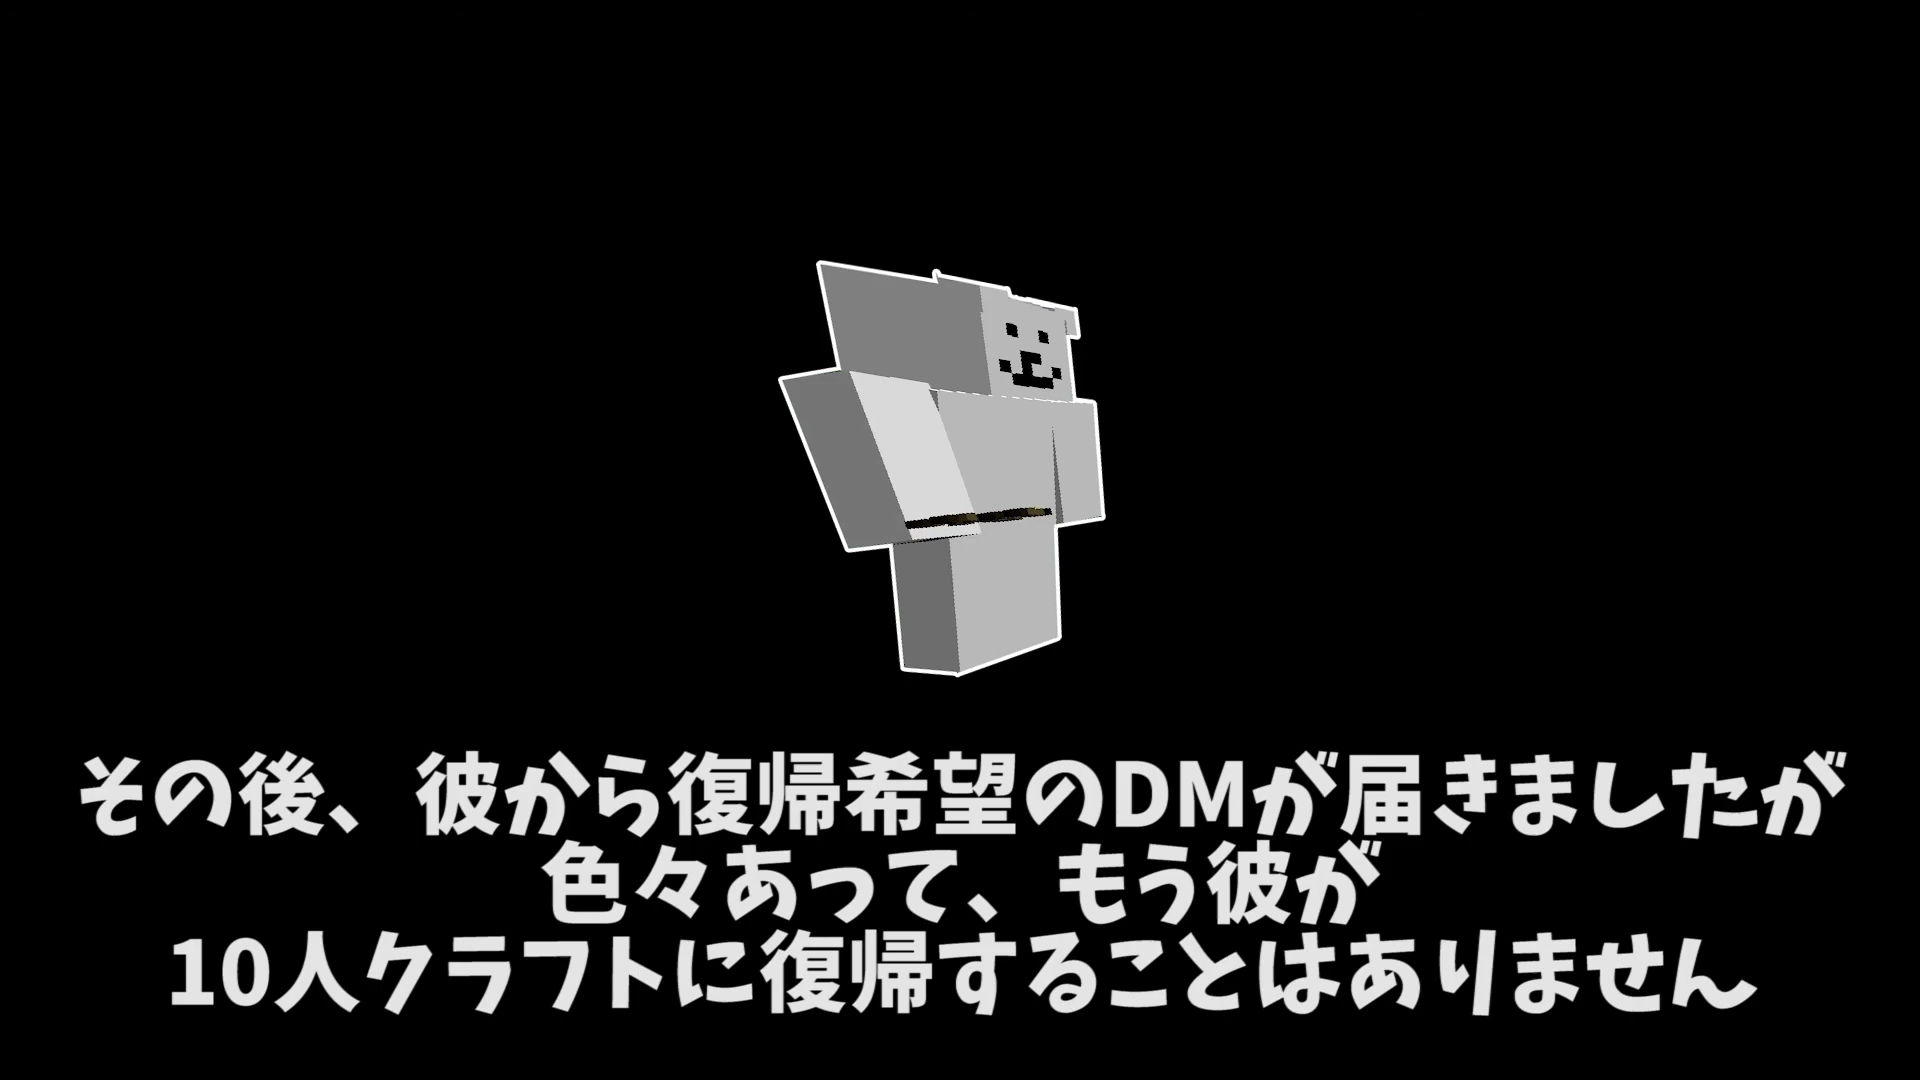 その後、彼から復帰希望のDMが届きましたが
色々あって、もう彼が
10人クラフトに復帰することはありません